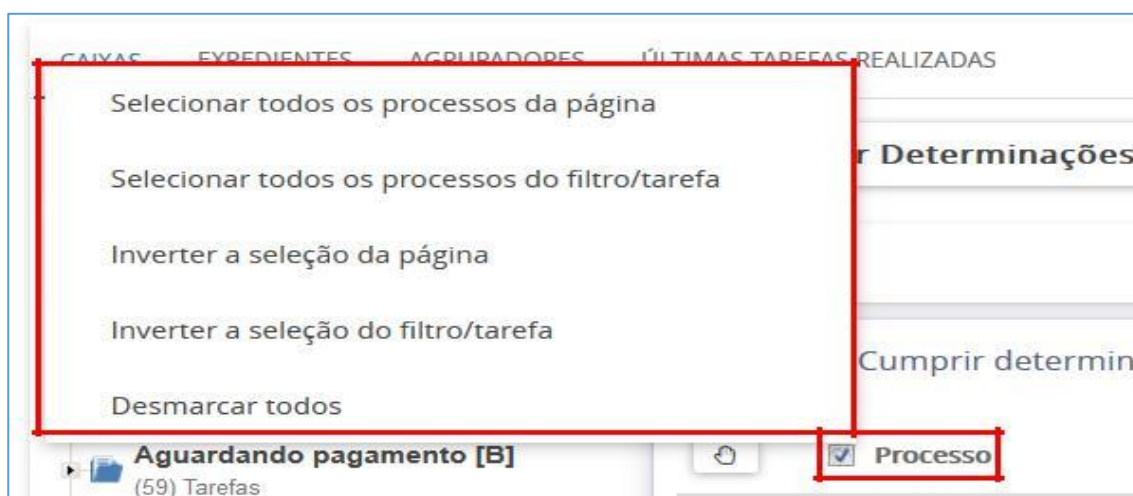 CAIXAS EXPEDIENTES AGRUPADORES ÚLTIMAS TAREFAS REALIZADAS
Selecionar todos os processos da página
r Determinações
Selecionar todos os processos do filtro/tarefa
Inverter a seleção da página
Inverter a seleção do filtro/tarefa
Cumprir determin
Desmarcar todos
Aguardando pagamento [B]
Processo
(59) Tarefas